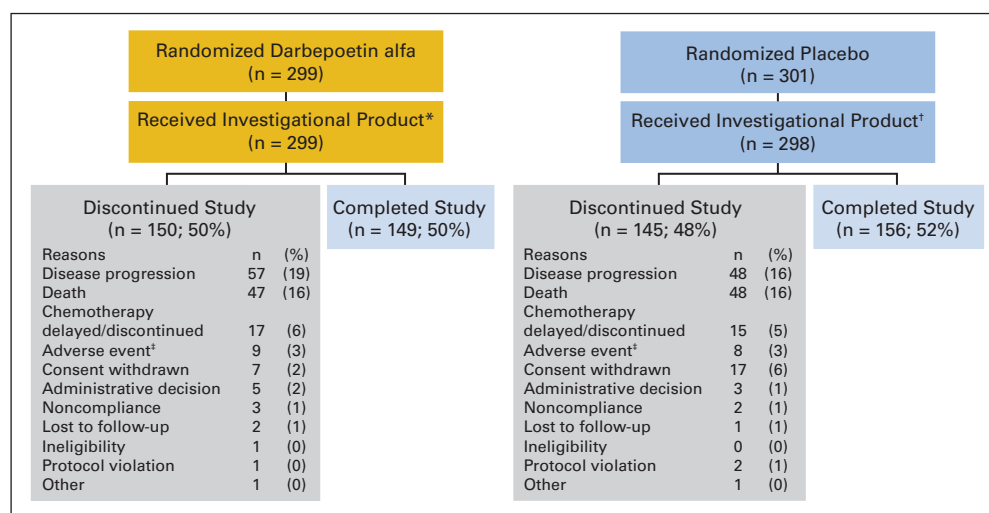 Randomized Darbepoetin alfa
(n = 299)
Received Investigational Product*
(n = 299)
Discontinued Study
(n = 150; 50%)
Reasons n (%)
Disease progression 57 (19)
Death 47 (16)
Chemotherapy
delayed/discontinued 17 (6)
Adverse event‡ 9 (3)
Consent withdrawn 7 (2)
Administrative decision 5 (2)
Noncompliance 3 (1)
Lost to follow-up 2 (1)
Ineligibility 1 (0)
Protocol violation 1 (0)
Other 1 (0)
Completed Study
(n = 149; 50%)
Randomized Placebo
(n = 301)
Received Investigational Product†
(n = 298)
Discontinued Study
(n = 145; 48%)
Reasons n (%)
Disease progression 48 (16)
Death 48 (16)
Chemotherapy
delayed/discontinued 15 (5)
Adverse event‡ 8 (3)
Consent withdrawn 17 (6)
Administrative decision 3 (1)
Noncompliance 2 (1)
Lost to follow-up 1 (1)
Ineligibility 0 (0)
Protocol violation 2 (1)
Other 1 (0)
Completed Study
(n = 156; 52%)